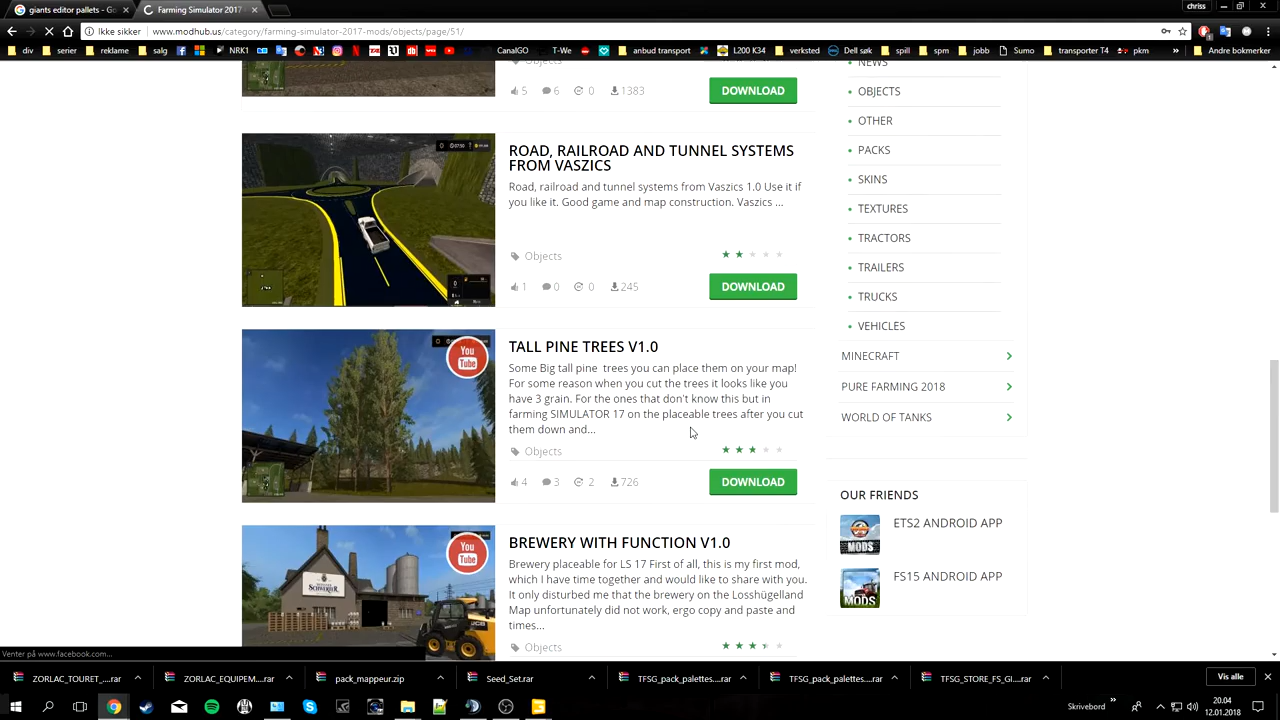 giants editor pallets - Go
Farming Simulator 2017
chriss
Ikke sikker
www.modhub.us/category/farming-simulator-2017-mods/objects/page/51/
div
serier
reklame
salg
NRK1
CanalGO
T-We
anbud transport
L200 K34
verksted
Dell søk
spill
spm
jobb
Sumo
transporter T4
pkm
Andre bokmerker
Objects
5 6 0 1383
DOWNLOAD
ROAD, RAILROAD AND TUNNEL SYSTEMS
FROM VASZICS
Road, railroad and tunnel systems from Vaszics 1.0 Use it if
you like it. Good game and map construction. Vaszics ...
Objects
1 0 0 245
DOWNLOAD
You
Tube
TALL PINE TREES V1.0
Some Big tall pine trees you can place them on your map!
For some reason when you cut the trees it looks like you
have 3 grain. For the ones that don't know this but in
farming SIMULATOR 17 on the placeable trees after you cut
them down and...
Objects
4 3 2 726
DOWNLOAD
You
Tube
BREWERY WITH FUNCTION V1.0
Brewery placeable for LS 17 First of all, this is my first mod,
which I have time together and would like to share with you.
It only disturbed me that the brewery on the Losshügelland
Map unfortunately did not work, ergo copy and paste and
times...
Objects
JCB
NEWS
OBJECTS
OTHER
PACKS
SKINS
TEXTURES
TRACTORS
TRAILERS
TRUCKS
VEHICLES
MINECRAFT
PURE FARMING 2018
WORLD OF TANKS
OUR FRIENDS
MODS
ETS2 ANDROID APP
MODS
FS15 ANDROID APP
Venter på www.facebook.com...
ZORLAC_TOURET_....rar
ZORLAC_EQUIPEM....rar
pack_mappeur.zip
Seed_Set.rar
TFSG_pack_palettes....rar
TFSG_pack_palettes....rar
TFSG_STORE_FS_GI....rar
Vis alle
Skrivebord
20.04
12.01.2018